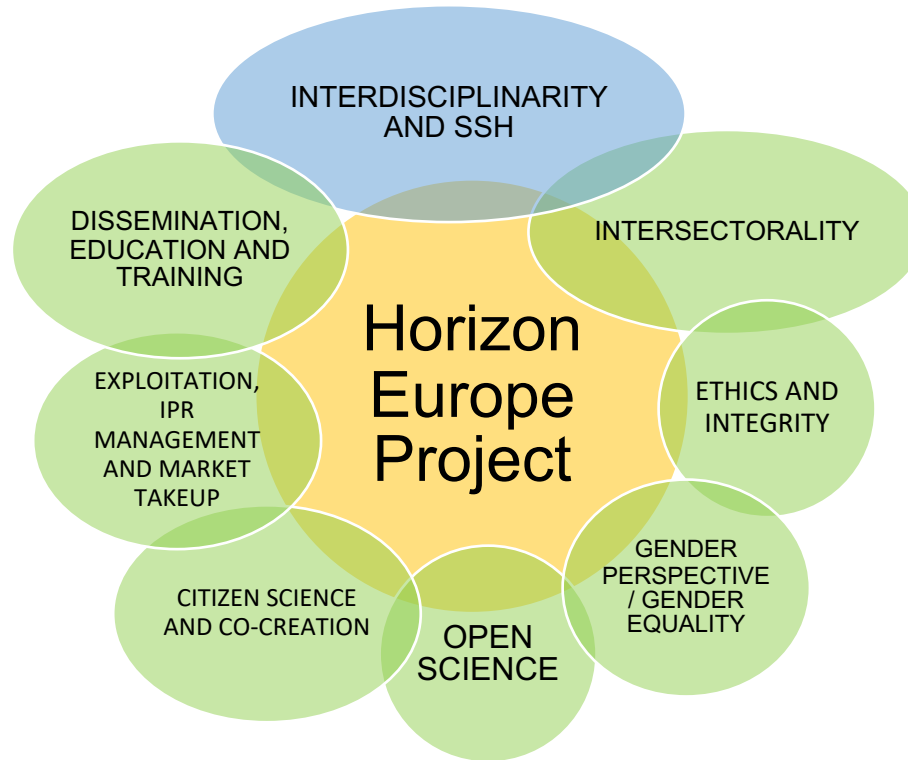 INTERDISCIPLINARITY
AND SSH
INTERSECTORALITY
DISSEMINATION,
EDUCATION AND
TRAINING
Horizon
Europe
Project
ETHICS AND
INTEGRITY
EXPLOITATION,
IPR
MANAGEMENT
AND MARKET
TAKEUP
GENDER
PERSPECTIVE
/ GENDER
EQUALITY
CITIZEN SCIENCE
AND CO-CREATION
OPEN
SCIENCE